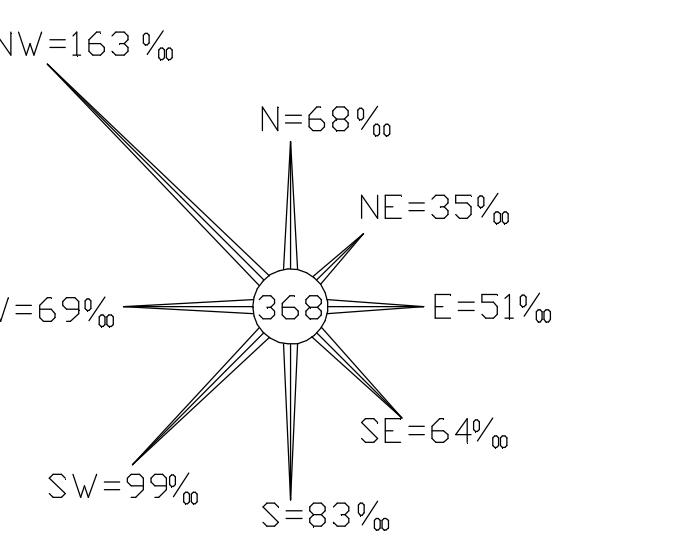 NW=163‰
N=68‰
NE=35‰
=69‰
368
E=51‰
SE=64‰
SW=99‰
S=83‰